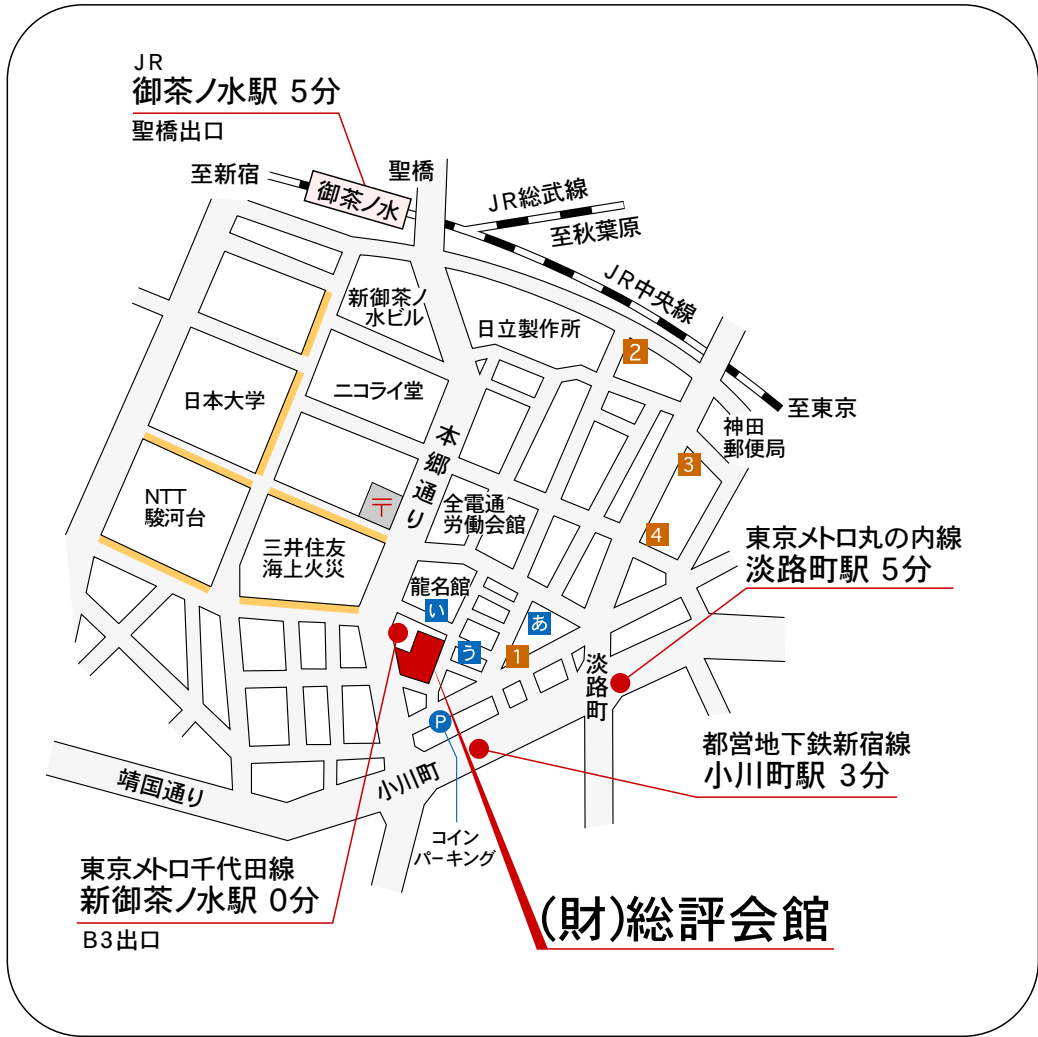 JR
御茶ノ水駅 5分
聖橋出口
至新宿
御茶ノ水
聖橋
JR総武線
至秋葉原
JR中央線
新御茶ノ
水ビル
日立製作所
2
至東京
日本大学
ニコライ堂
神田
郵便局
本郷通り
3
NTT
駿河台
〒
全電通
労働会館
4
三井住友
海上火災
東京メトロ丸の内線
淡路町駅 5分
龍名館
い
あ
う
1
淡路町
P
都営地下鉄新宿線
小川町駅 3分
靖国通り
小川町
コイン
パーキング
東京メトロ千代田線
新御茶ノ水駅 0分
B3出口
(財)総評会館